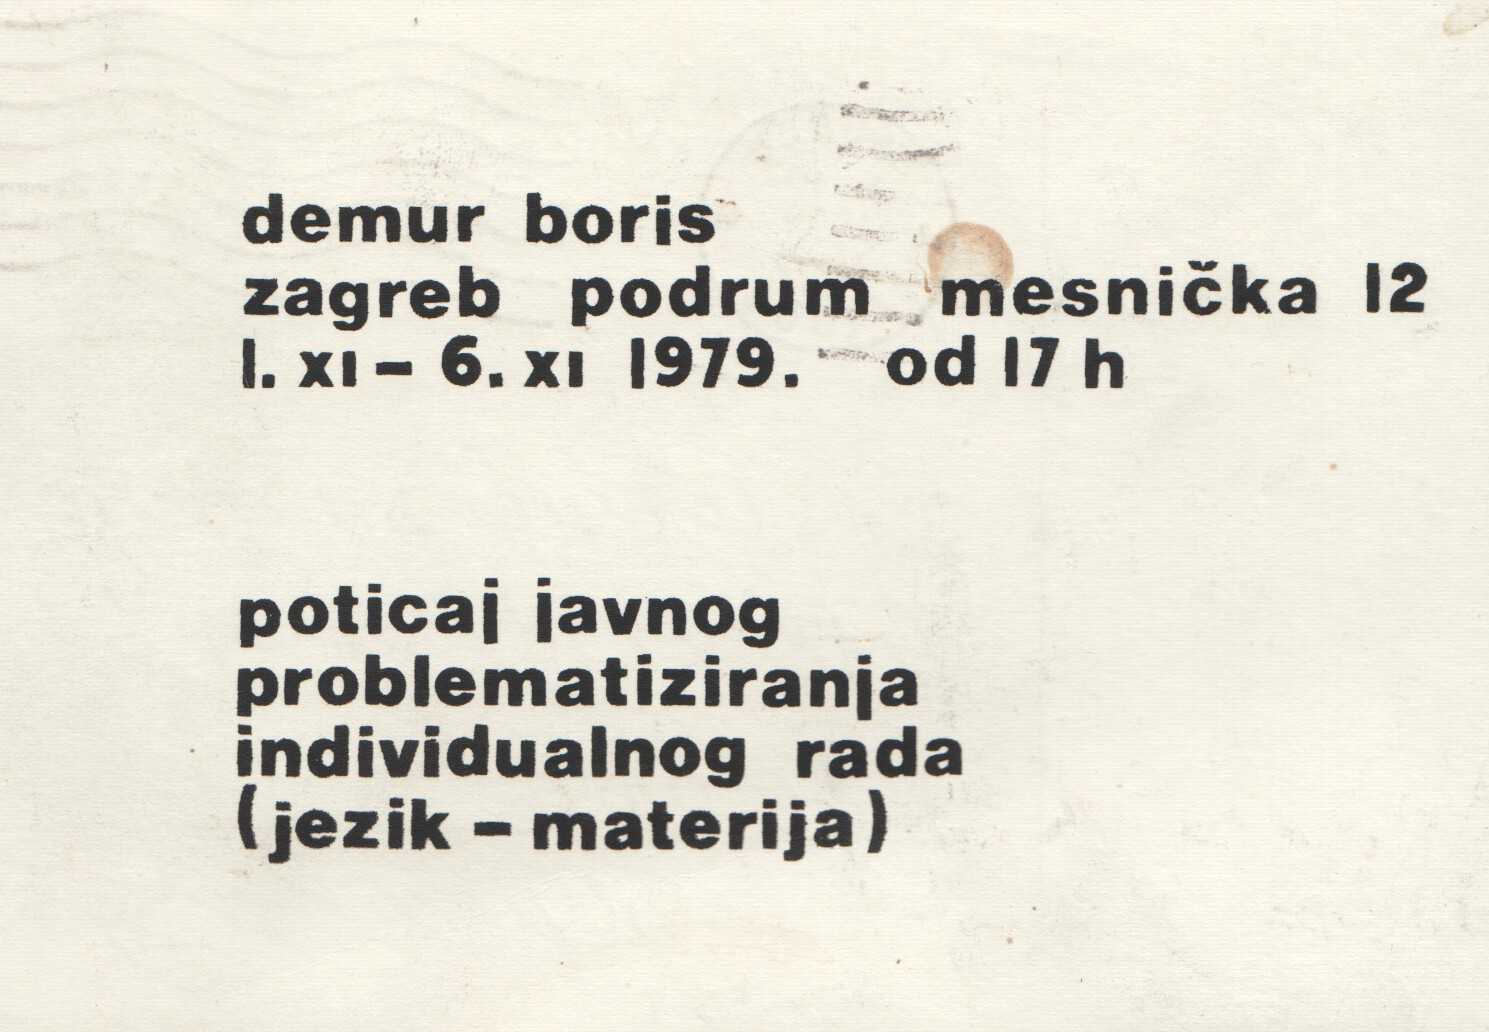 demur boris
zagreb podrum mesnička 12
1. xi – 6. xi 1979. od 17 h
poticaj javnog
problematiziranja
individualnog rada
(jezik – materija)